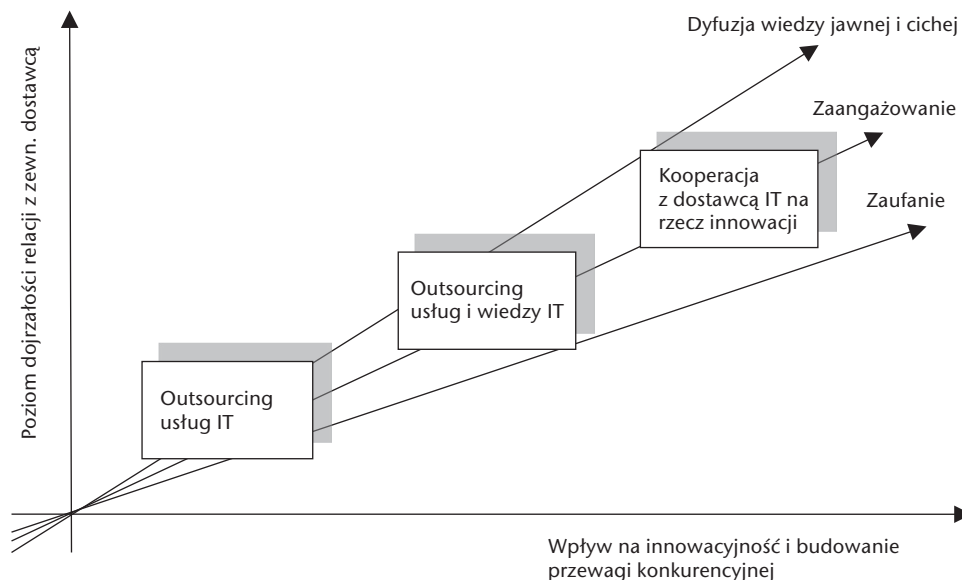 Dyfuzja wiedzy jawnej i cichej
Poziom dojrzałości relacji z zewn. dostawcą
Zaangażowanie
Kooperacja
z dostawcą IT na
rzecz innowacji
Zaufanie
Outsourcing
usług i wiedzy IT
Outsourcing
usług IT
Wpływ na innowacyjność i budowanie
przewagi konkurencyjnej